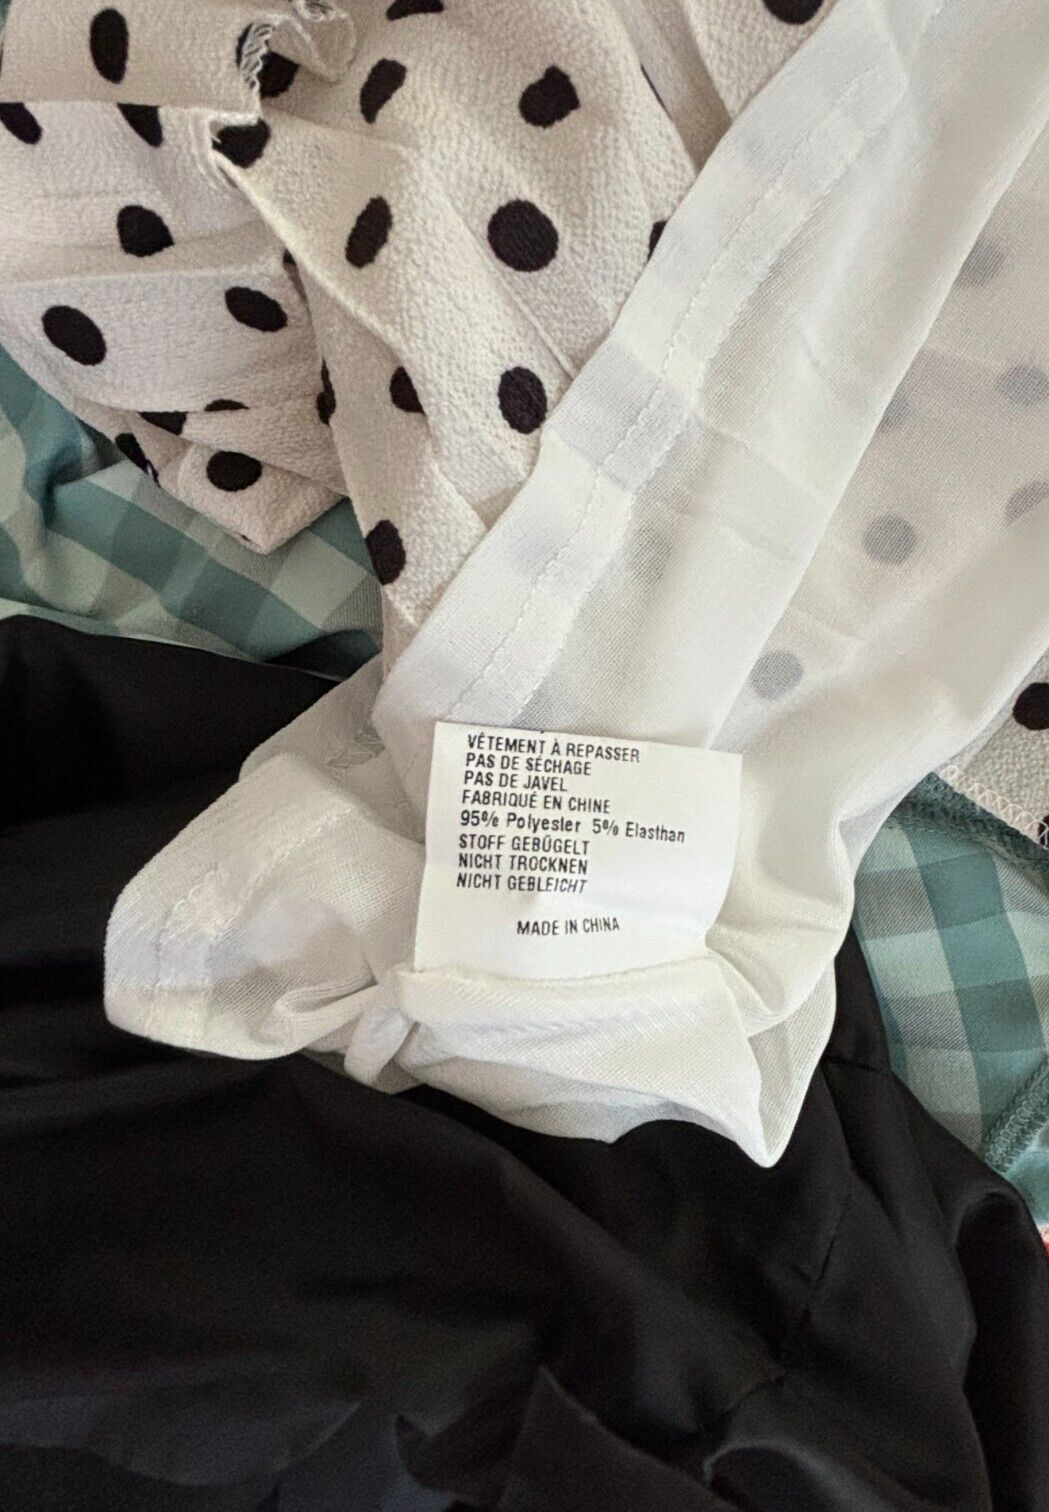 VÊTEMENT À REPASSER
PAS DE SÉCHAGE
PAS DE JAVEL
FABRIQUÉ EN CHINE
95% Polyester 5% Elasthan
STOFF GEBÜGELT
NICHT TROCKNEN
NICHT GEBLEICHT
MADE IN CHINA